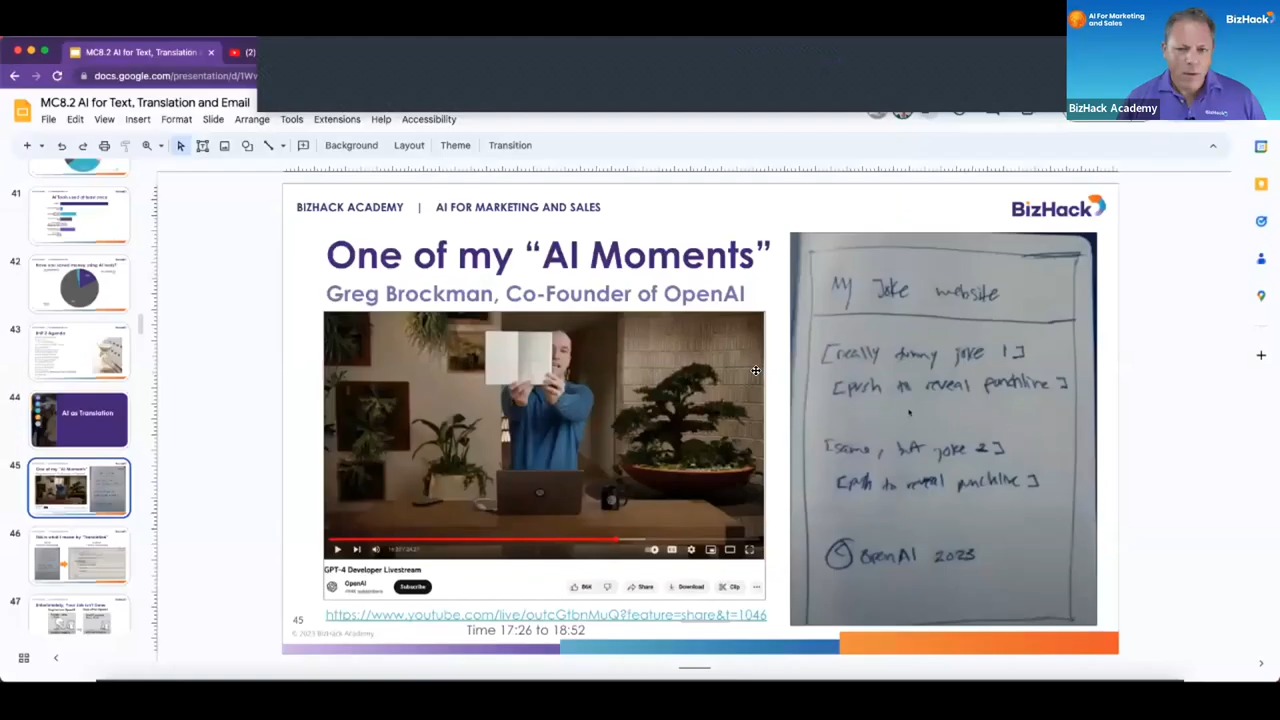 AI For Marketing
and Sales
BizHack
BizHack Academy
MC8.2 AI for Text, Translation
(2)
docs.google.com/presentation/d/1Wv
MC8.2 AI for Text, Translation and Email
File Edit View Insert Format Slide Arrange Tools Extensions Help Accessibility
Background Layout Theme Transition
41
42
43
44
AI as Translation
45
46
47
BIZHACK ACADEMY | AI FOR MARKETING AND SALES
BizHack
One of my “AI Moments”
Greg Brockman, Co-Founder of OpenAI
GPT-4 Developer Livestream
OpenAI
Subscribe
86K
Share
Download
Clip
https://www.youtube.com/live/outcGtbnMuQ?feature=share&t=1046
Time 17:26 to 18:52
45
© 2023 BizHack Academy
My Joke website
[really funny joke 1]
[push to reveal punchline]
[same, but joke 2]
[push to reveal punchline]
© OpenAI 2023